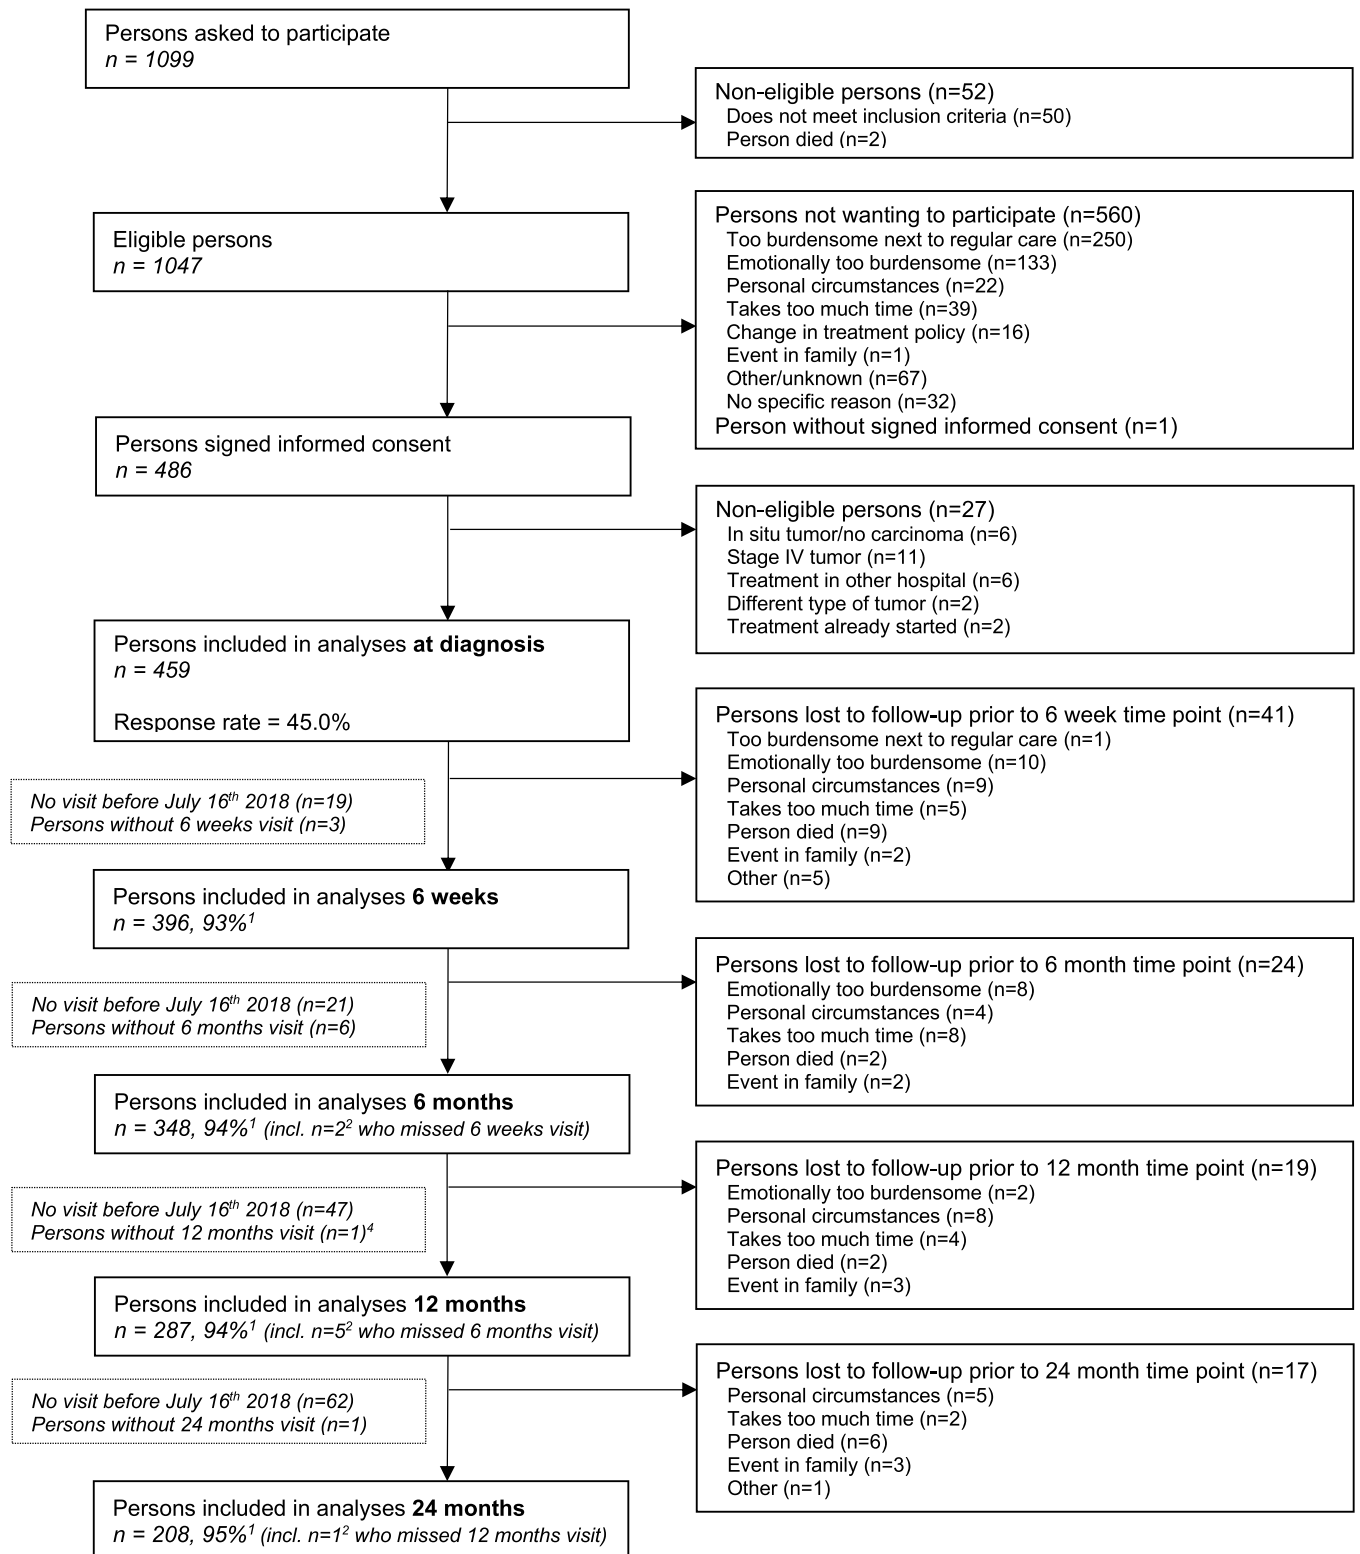 Persons asked to participate
n = 1099
Non-eligible persons (n=52)
Does not meet inclusion criteria (n=50)
Person died (n=2)
Eligible persons
n = 1047
Persons not wanting to participate (n=560)
Too burdensome next to regular care (n=250)
Emotionally too burdensome (n=133)
Personal circumstances (n=22)
Takes too much time (n=39)
Change in treatment policy (n=16)
Event in family (n=1)
Other/unknown (n=67)
No specific reason (n=32)
Person without signed informed consent (n=1)
Persons signed informed consent
n = 486
Non-eligible persons (n=27)
In situ tumor/no carcinoma (n=6)
Stage IV tumor (n=11)
Treatment in other hospital (n=6)
Different type of tumor (n=2)
Treatment already started (n=2)
Persons included in analyses at diagnosis
n = 459
Response rate = 45.0%
Persons lost to follow-up prior to 6 week time point (n=41)
Too burdensome next to regular care (n=1)
Emotionally too burdensome (n=10)
Personal circumstances (n=9)
Takes too much time (n=5)
Person died (n=9)
Event in family (n=2)
Other (n=5)
No visit before July 16th 2018 (n=19)
Persons without 6 weeks visit (n=3)
Persons included in analyses 6 weeks
n = 396, 93%1
Persons lost to follow-up prior to 6 month time point (n=24)
Emotionally too burdensome (n=8)
Personal circumstances (n=4)
Takes too much time (n=8)
Person died (n=2)
Event in family (n=2)
No visit before July 16th 2018 (n=21)
Persons without 6 months visit (n=6)
Persons included in analyses 6 months
n = 348, 94%1 (incl. n=22 who missed 6 weeks visit)
Persons lost to follow-up prior to 12 month time point (n=19)
Emotionally too burdensome (n=2)
Personal circumstances (n=8)
Takes too much time (n=4)
Person died (n=2)
Event in family (n=3)
No visit before July 16th 2018 (n=47)
Persons without 12 months visit (n=1)4
Persons included in analyses 12 months
n = 287, 94%1 (incl. n=52 who missed 6 months visit)
Persons lost to follow-up prior to 24 month time point (n=17)
Personal circumstances (n=5)
Takes too much time (n=2)
Person died (n=6)
Event in family (n=3)
Other (n=1)
No visit before July 16th 2018 (n=62)
Persons without 24 months visit (n=1)
Persons included in analyses 24 months
n = 208, 95%1 (incl. n=12 who missed 12 months visit)